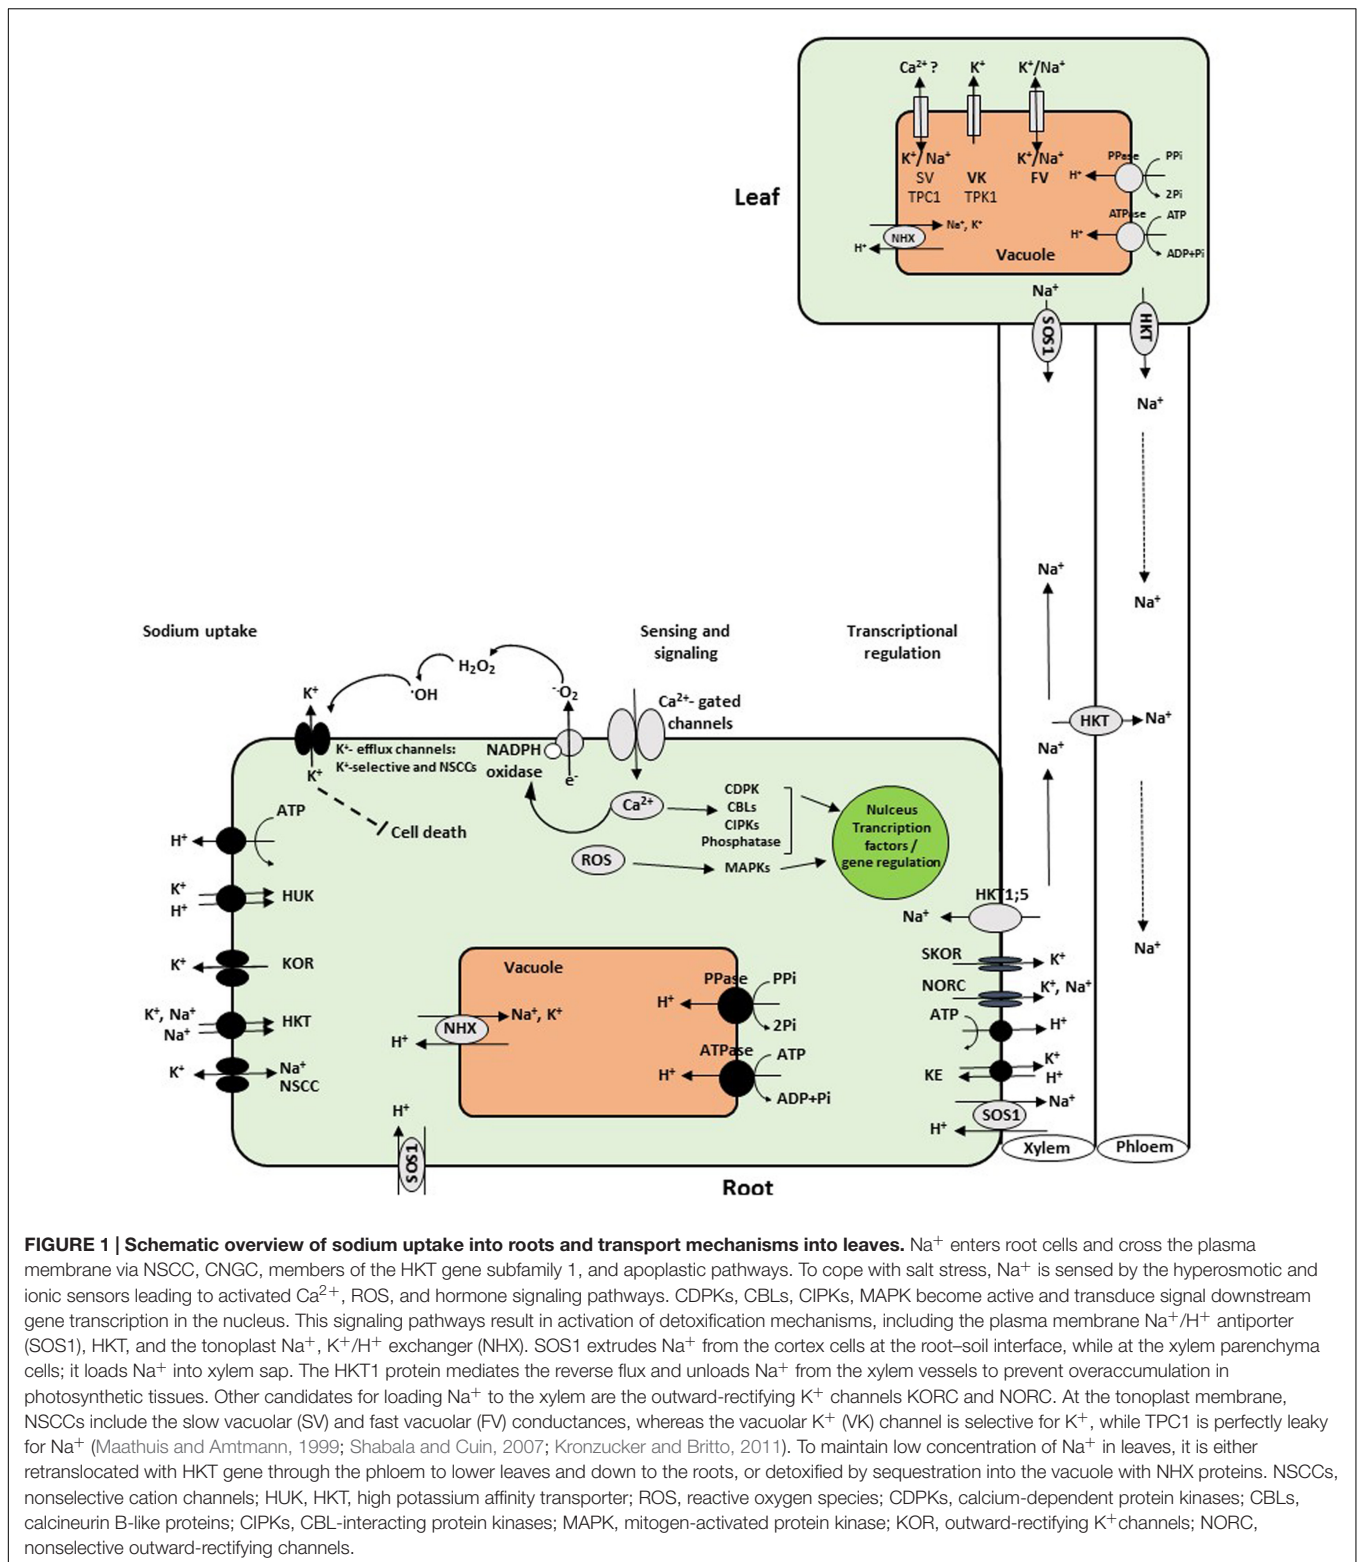 Ca²⁺ ?
K⁺
K⁺/Na⁺
K⁺/ Na⁺
SV
TPC1
VK
TPK1
K⁺/Na⁺
FV
PPase
PPi
H⁺
2Pi
ATPase
ATP
H⁺
ADP+Pi
Leaf
NHX
Na⁺, K⁺
H⁺
Vacuole
Na⁺
SOS1
HKT
Na⁺
Na⁺
Na⁺
Sodium uptake
Sensing and
signaling
Transcriptional
regulation
H₂O₂
·OH
K⁺
·-O₂
Ca²⁺- gated
channels
HKT
Na⁺
Na⁺
K⁺- efflux channels:
K⁺-selective and NSCCs
K⁺
NADPH
oxidase
e⁻
Ca²⁺
CDPK
CBLs
CIPKs
Phosphatase
Nulceus
Trancription
factors /
gene regulation
ATP
Cell death
H⁺
ROS
MAPKs
K⁺
H⁺
HUK
HKT1;5
Na⁺
KOR
K⁺
SKOR
K⁺
Na⁺
Vacuole
PPase
PPi
H⁺
2Pi
NORC
K⁺, Na⁺
K⁺, Na⁺
Na⁺
HKT
NHX
Na⁺, K⁺
H⁺
ATP
H⁺
ATPase
ATP
H⁺
ADP+Pi
K⁺
Na⁺
NSCC
KE
K⁺
H⁺
H⁺
SOS1
SOS1
Na⁺
H⁺
Xylem
Phloem
Root
FIGURE 1 | Schematic overview of sodium uptake into roots and transport mechanisms into leaves. Na⁺ enters root cells and cross the plasma
membrane via NSCC, CNGC, members of the HKT gene subfamily 1, and apoplastic pathways. To cope with salt stress, Na⁺ is sensed by the hyperosmotic and
ionic sensors leading to activated Ca²⁺, ROS, and hormone signaling pathways. CDPKs, CBLs, CIPKs, MAPK become active and transduce signal downstream
gene transcription in the nucleus. This signaling pathways result in activation of detoxification mechanisms, including the plasma membrane Na⁺/H⁺ antiporter
(SOS1), HKT, and the tonoplast Na⁺, K⁺/H⁺ exchanger (NHX). SOS1 extrudes Na⁺ from the cortex cells at the root–soil interface, while at the xylem parenchyma
cells; it loads Na⁺ into xylem sap. The HKT1 protein mediates the reverse flux and unloads Na⁺ from the xylem vessels to prevent overaccumulation in
photosynthetic tissues. Other candidates for loading Na⁺ to the xylem are the outward-rectifying K⁺ channels KORC and NORC. At the tonoplast membrane,
NSCCs include the slow vacuolar (SV) and fast vacuolar (FV) conductances, whereas the vacuolar K⁺ (VK) channel is selective for K⁺, while TPC1 is perfectly leaky
for Na⁺ (Maathuis and Amtmann, 1999; Shabala and Cuin, 2007; Kronzucker and Britto, 2011). To maintain low concentration of Na⁺ in leaves, it is either
retranslocated with HKT gene through the phloem to lower leaves and down to the roots, or detoxified by sequestration into the vacuole with NHX proteins. NSCCs,
nonselective cation channels; HUK, HKT, high potassium affinity transporter; ROS, reactive oxygen species; CDPKs, calcium-dependent protein kinases; CBLs,
calcineurin B-like proteins; CIPKs, CBL-interacting protein kinases; MAPK, mitogen-activated protein kinase; KOR, outward-rectifying K⁺channels; NORC,
nonselective outward-rectifying channels.